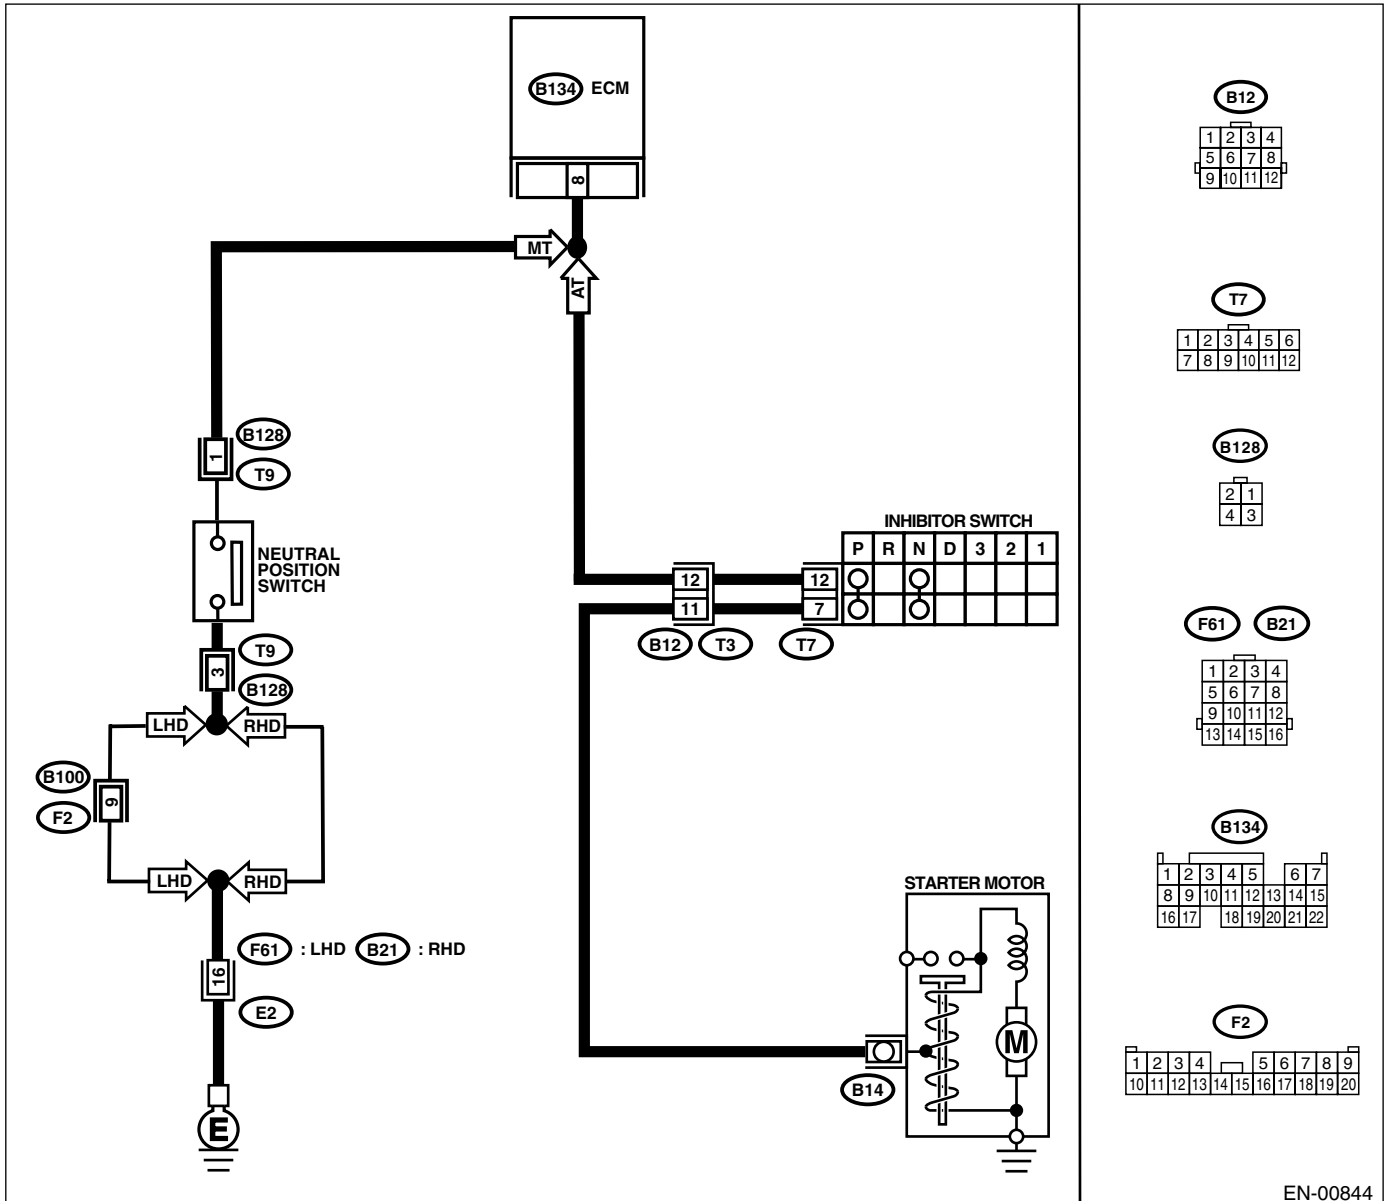 B134 ECM
8
MT
AT
B128
1
T9
NEUTRAL
POSITION
SWITCH
T9
3
B128
LHD RHD
B100
9
F2
LHD RHD
F61 : LHD B21 : RHD
16
E2
E
INHIBITOR SWITCH
P R N D 3 2 1
12 12
11 7
B12 T3 T7
STARTER MOTOR
M
B14
B12
1 2 3 4
5 6 7 8
9 10 11 12
T7
1 2 3 4 5 6
7 8 9 10 11 12
B128
2 1
4 3
F61 B21
1 2 3 4
5 6 7 8
9 10 11 12
13 14 15 16
B134
1 2 3 4 5 6 7
8 9 10 11 12 13 14 15
16 17 18 19 20 21 22
F2
1 2 3 4 5 6 7 8 9
10 11 12 13 14 15 16 17 18 19 20
EN-00844